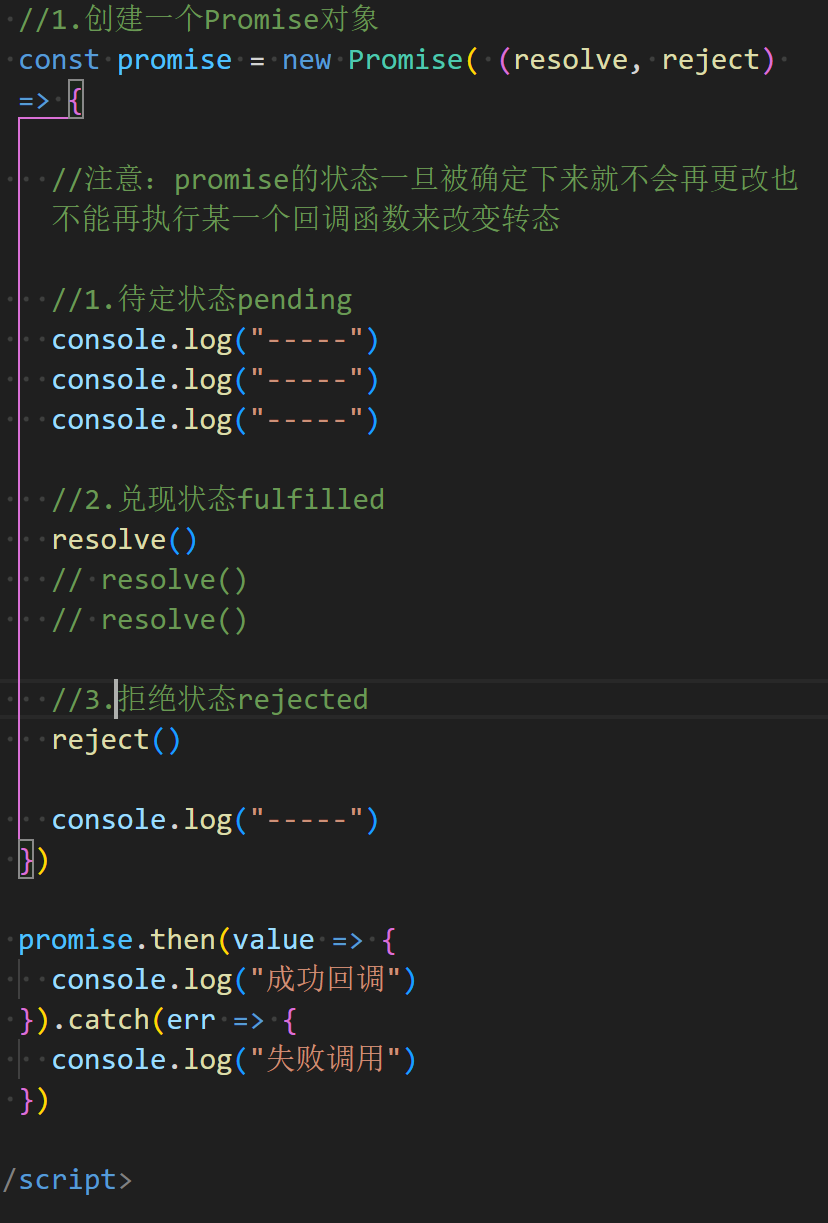 //1.创建一个Promise对象
const promise = new Promise( (resolve, reject)
=> {
//注意：promise的状态一旦被确定下来就不会再更改也
不能再执行某一个回调函数来改变转态
//1.待定状态pending
console.log("-----")
console.log("-----")
console.log("-----")
//2.兑现状态fulfilled
resolve()
// resolve()
// resolve()
//3.拒绝状态rejected
reject()
console.log("-----")
})
promise.then(value => {
console.log("成功回调")
}).catch(err => {
console.log("失败调用")
})
/script>